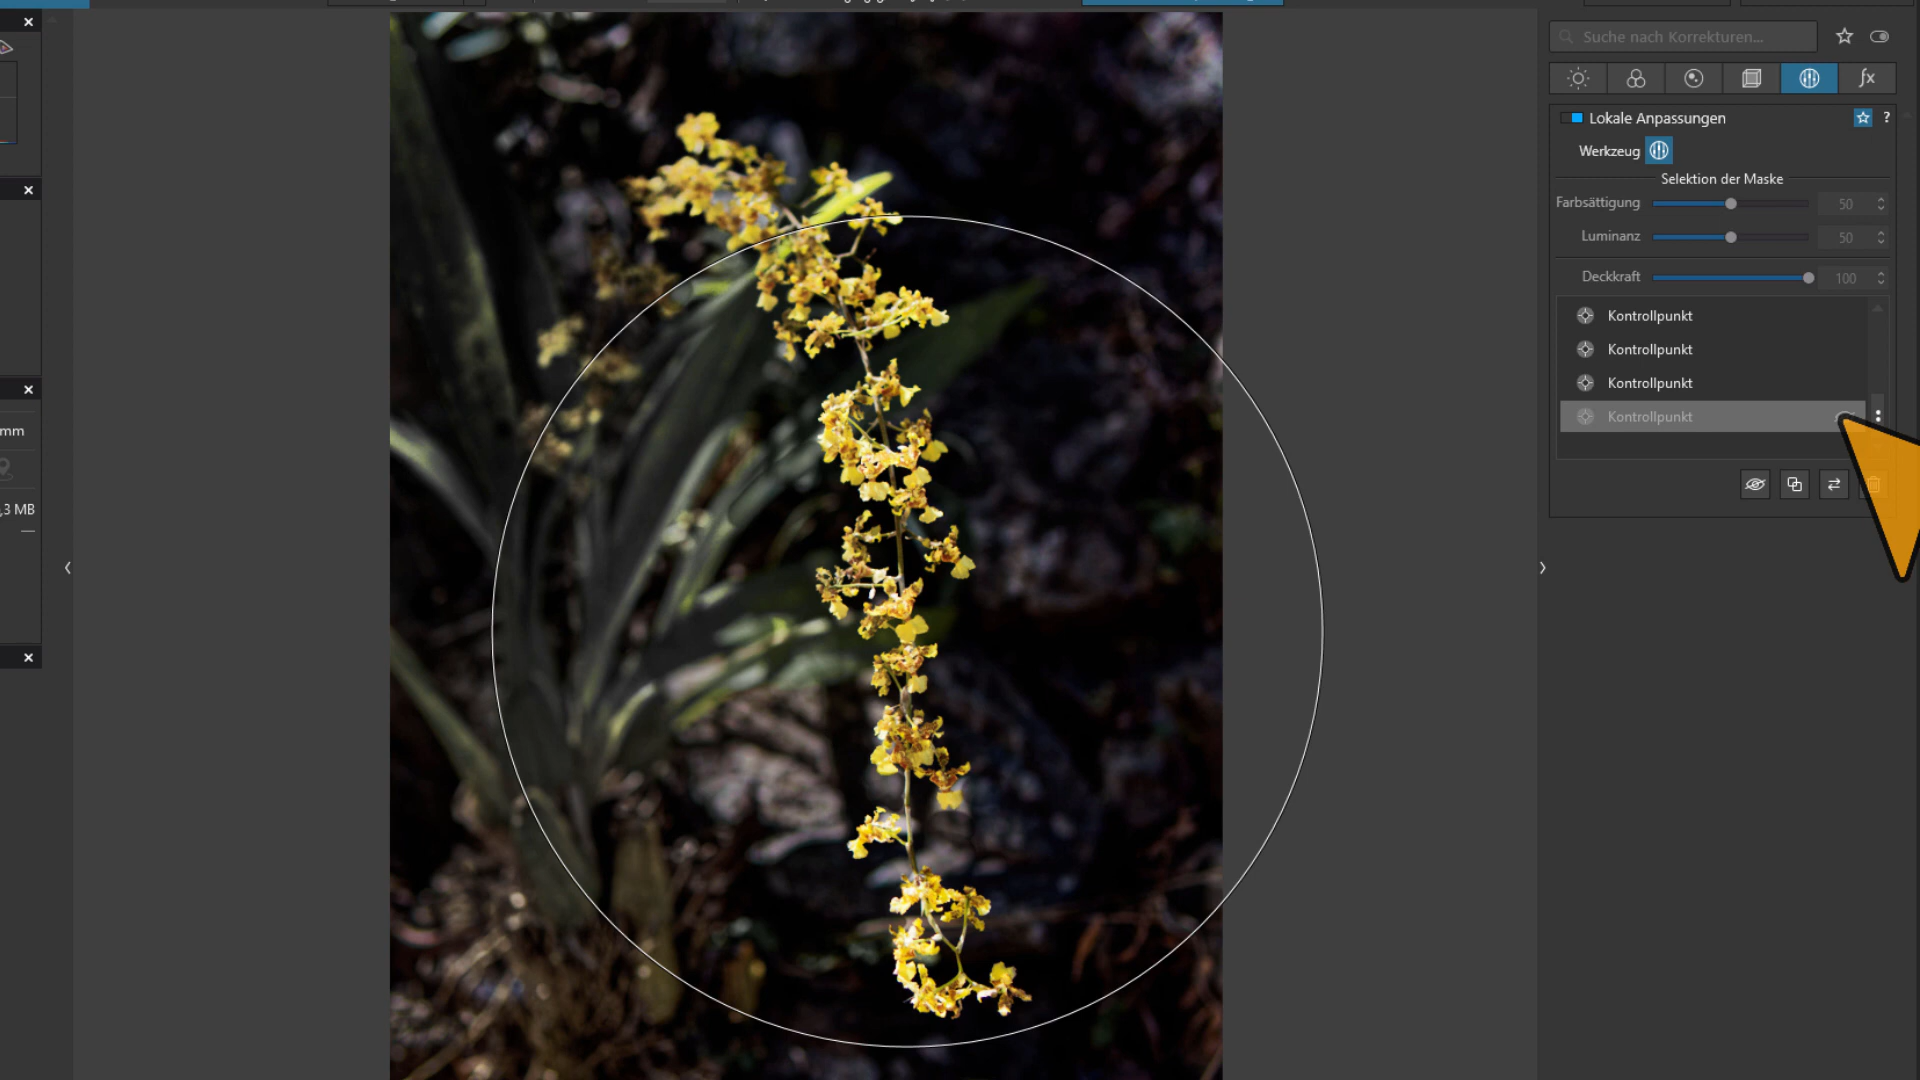 Suche nach Korrekturen...
Lokale Anpassungen
?
Werkzeug
Selektion der Maske
Farbsättigung 50
Luminanz 50
Deckkraft 100
Kontrollpunkt
Kontrollpunkt
Kontrollpunkt
Kontrollpunkt
mm
,3 MB